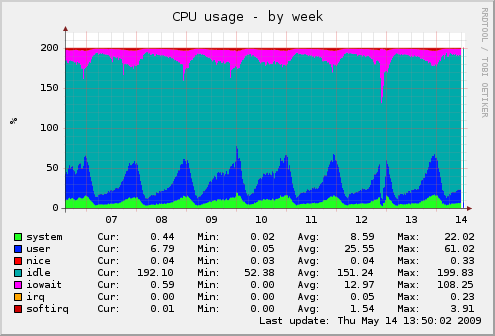 CPU usage - by week
RRDTOOL / TOBI OETIKER
200
150
100
50
0
%
07 08 09 10 11 12 13 14
system Cur: 0.44 Min: 0.02 Avg: 8.59 Max: 22.02
user Cur: 6.79 Min: 0.05 Avg: 25.55 Max: 61.02
nice Cur: 0.04 Min: 0.03 Avg: 0.04 Max: 0.33
idle Cur: 192.10 Min: 52.38 Avg: 151.24 Max: 199.83
iowait Cur: 0.59 Min: 0.00 Avg: 12.97 Max: 108.25
irq Cur: 0.00 Min: 0.00 Avg: 0.05 Max: 0.23
softirq Cur: 0.01 Min: 0.00 Avg: 1.54 Max: 3.91
Last update: Thu May 14 13:50:02 2009